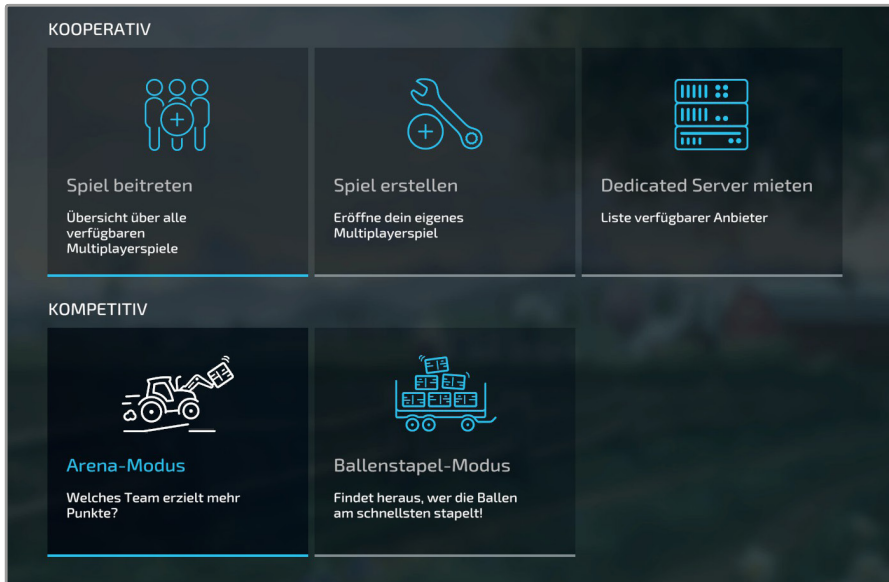 KOOPERATIV
Spiel beitreten
Übersicht über alle
verfügbaren
Multiplayerspiele
Spiel erstellen
Eröffne dein eigenes
Multiplayerspiel
Dedicated Server mieten
Liste verfügbarer Anbieter
KOMPETITIV
Arena-Modus
Welches Team erzielt mehr
Punkte?
Ballenstapel-Modus
Findet heraus, wer die Ballen
am schnellsten stapelt!